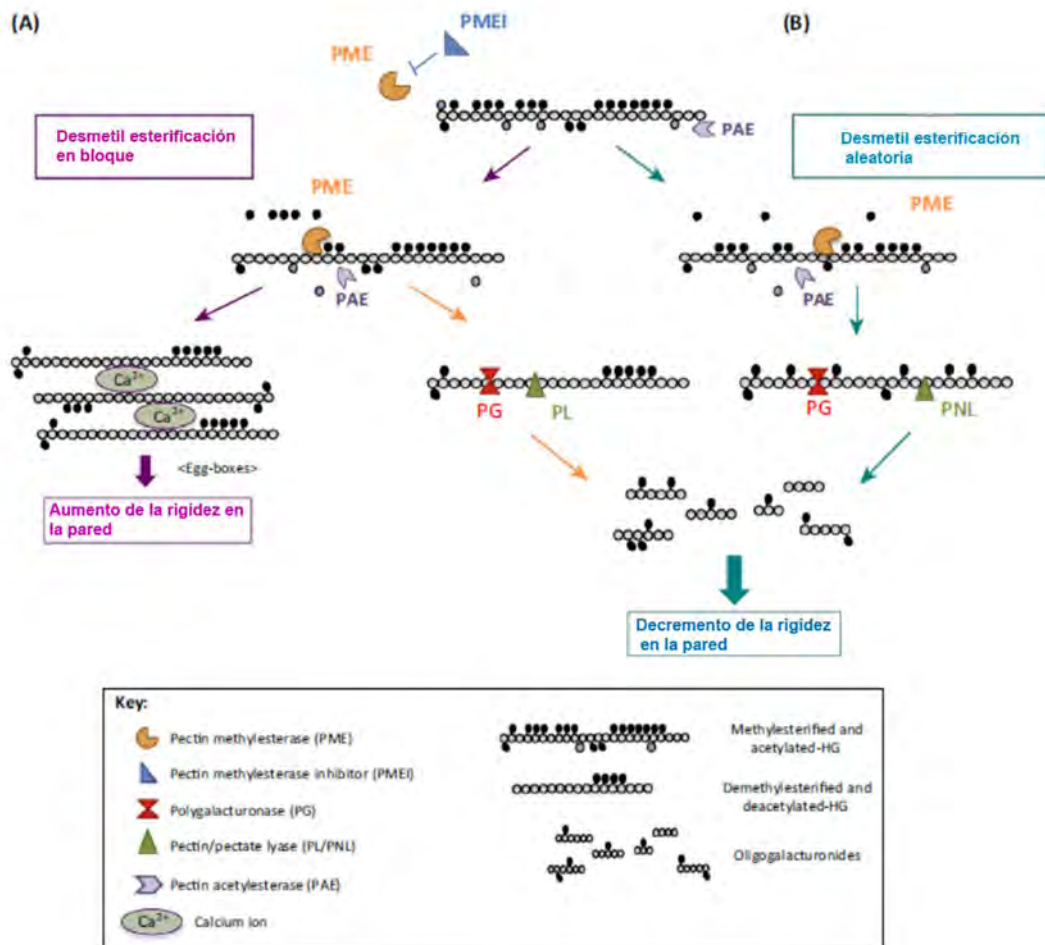 (A)
(B)
PMEI
PME
PAE
Desmetil esterificación
en bloque
Desmetil esterificación
aleatoria
PME
PME
PAE
PAE
Ca²⁺
Ca²⁺
<Egg-boxes>
PG
PL
PG
PNL
Aumento de la rigidez en
la pared
Decremento de la rigidez
en la pared
Key:
Pectin methylesterase (PME)
Pectin methylesterase inhibitor (PMEI)
Polygalacturonase (PG)
Pectin/pectate lyase (PL/PNL)
Pectin acetylesterase (PAE)
Ca²⁺
Calcium ion
Methylesterified and
acetylated-HG
Demethylesterified and
deacetylated-HG
Oligogalacturonides